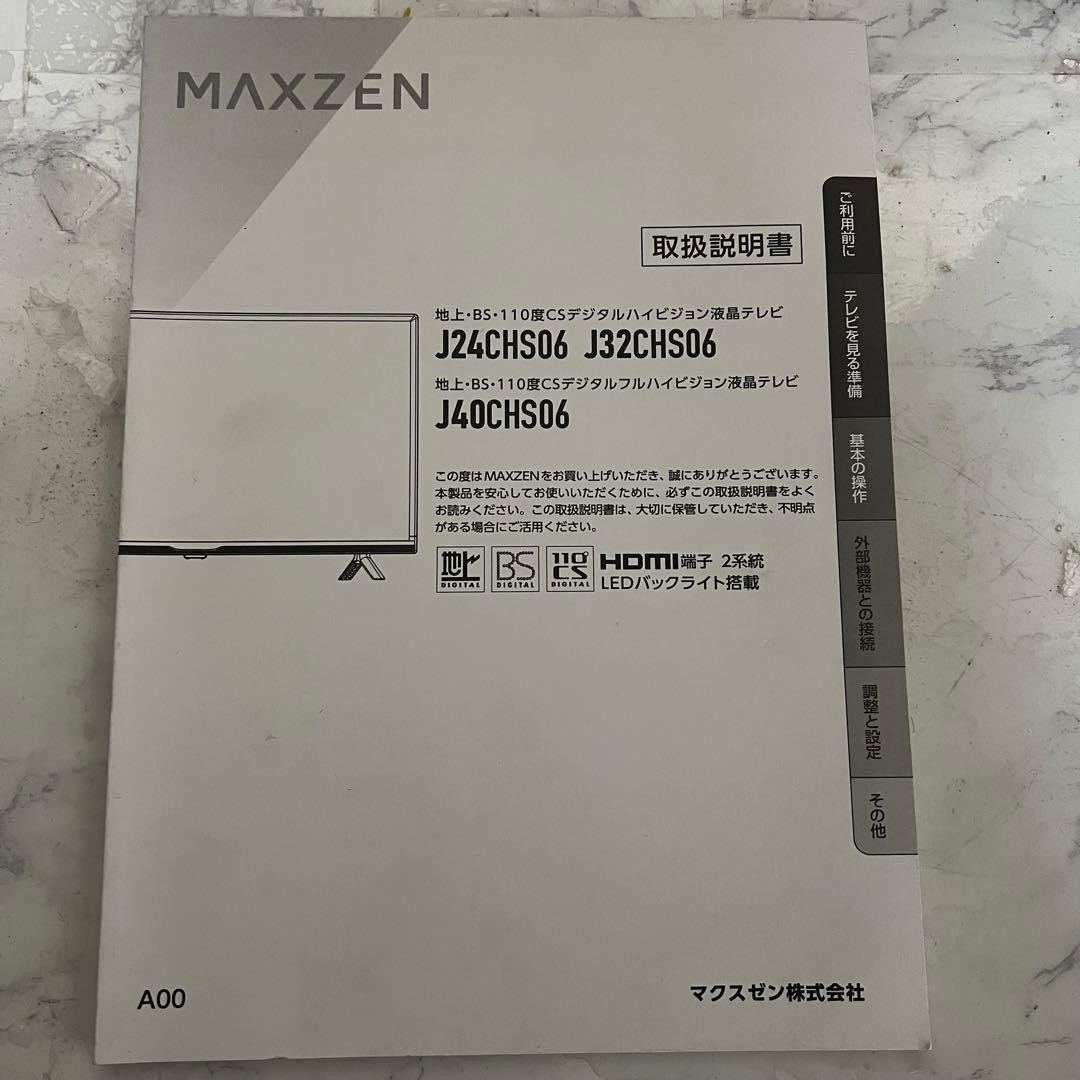 MAXZEN
取扱説明書
地上・BS・110度CSデジタルハイビジョン液晶テレビ
J24CHS06 J32CHS06
地上・BS・110度CSデジタルフルハイビジョン液晶テレビ
J40CHS06
この度はMAXZENをお買い上げいただき、誠にありがとうございます。
本製品を安心してお使いいただくために、必ずこの取扱説明書をよく
お読みください。この取扱説明書は、大切に保管していただき、不明点
がある場合にご活用ください。
地上 DIGITAL
BS DIGITAL
110°CS DIGITAL
HDMI端子 2系統
LEDバックライト搭載
ご利用前に
テレビを見る準備
基本の操作
外部機器との接続
調整と設定
その他
A00
マクスゼン株式会社